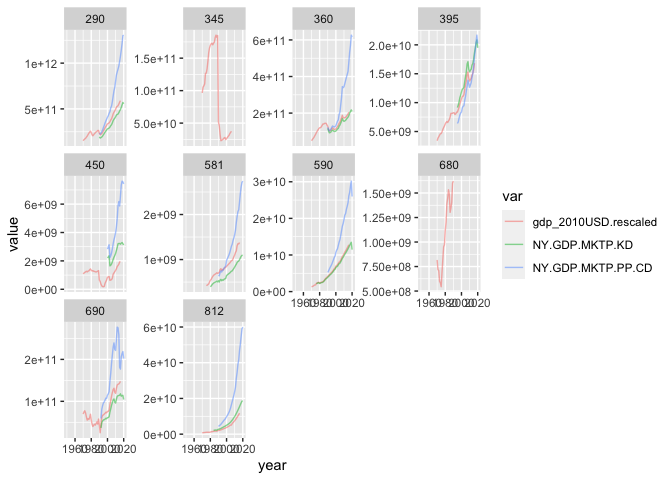 290 345 360 395
1e+12
5e+11
1.5e+11
1.0e+11
5.0e+10
6e+11
4e+11
2e+11
2.0e+10
1.5e+10
1.0e+10
5.0e+09
450 581 590 680
6e+09
4e+09
2e+09
0e+00
2e+09
1e+09
3e+10
2e+10
1e+10
0e+00
1.50e+09
1.25e+09
1.00e+09
7.50e+08
5.00e+08
1960 1980 2000 2020 1960 1980 2000 2020
690 812
2e+11
1e+11
6e+10
4e+10
2e+10
0e+00
1960 1980 2000 2020 1960 1980 2000 2020
year
value
var
gdp_2010USD.rescaled
NY.GDP.MKTP.KD
NY.GDP.MKTP.PP.CD